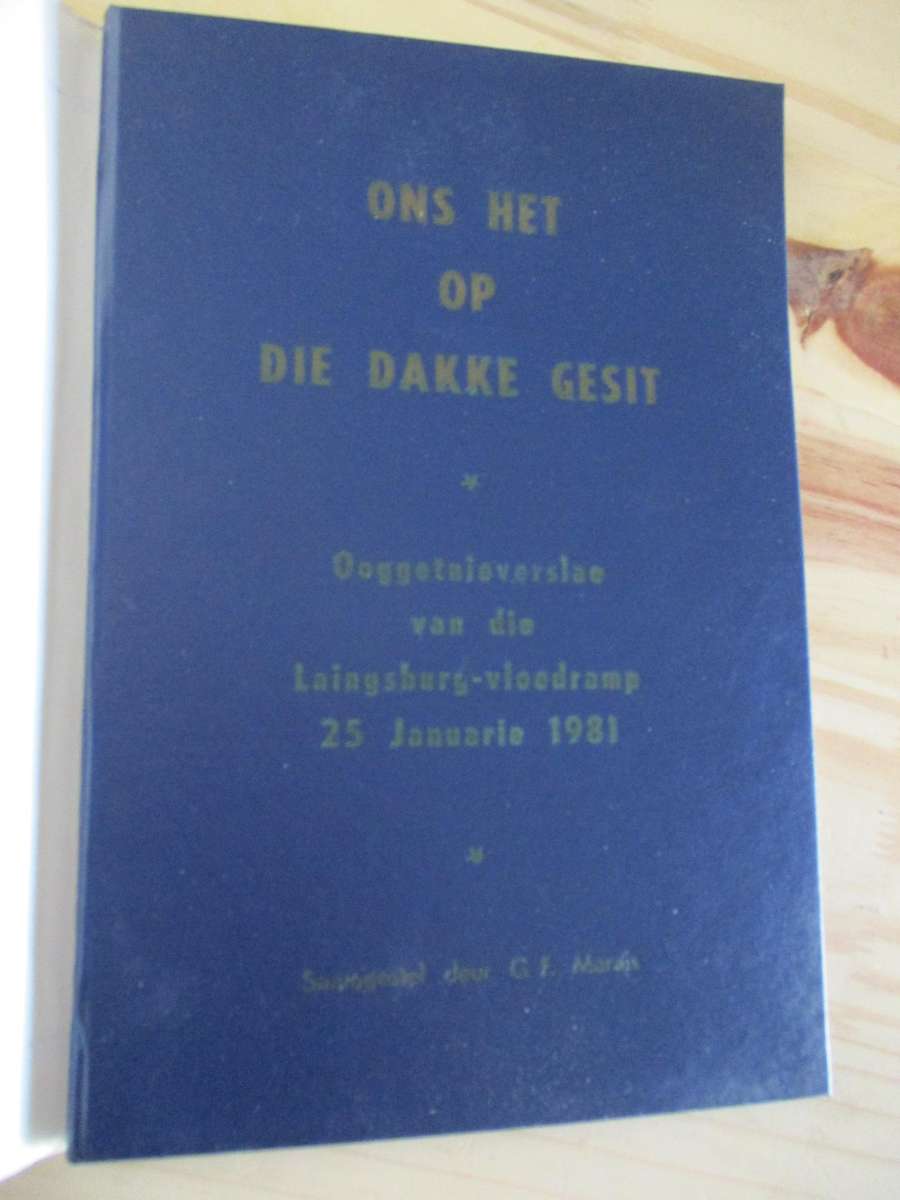 ONS HET
OP
DIE DAKKE GESIT
Ooggetuieverslae
van die
Laingsburg-vloedramp
25 Januarie 1981
Saamgestel deur G. F. Marais